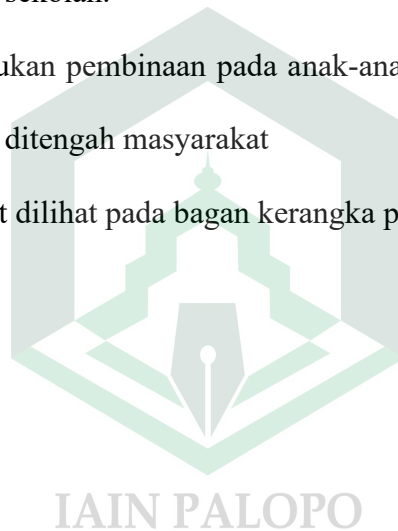 sekolah.
ukan pembinaan pada anak-ana
ditengah masyarakat
t dilihat pada bagan kerangka p
IAIN PALOPO